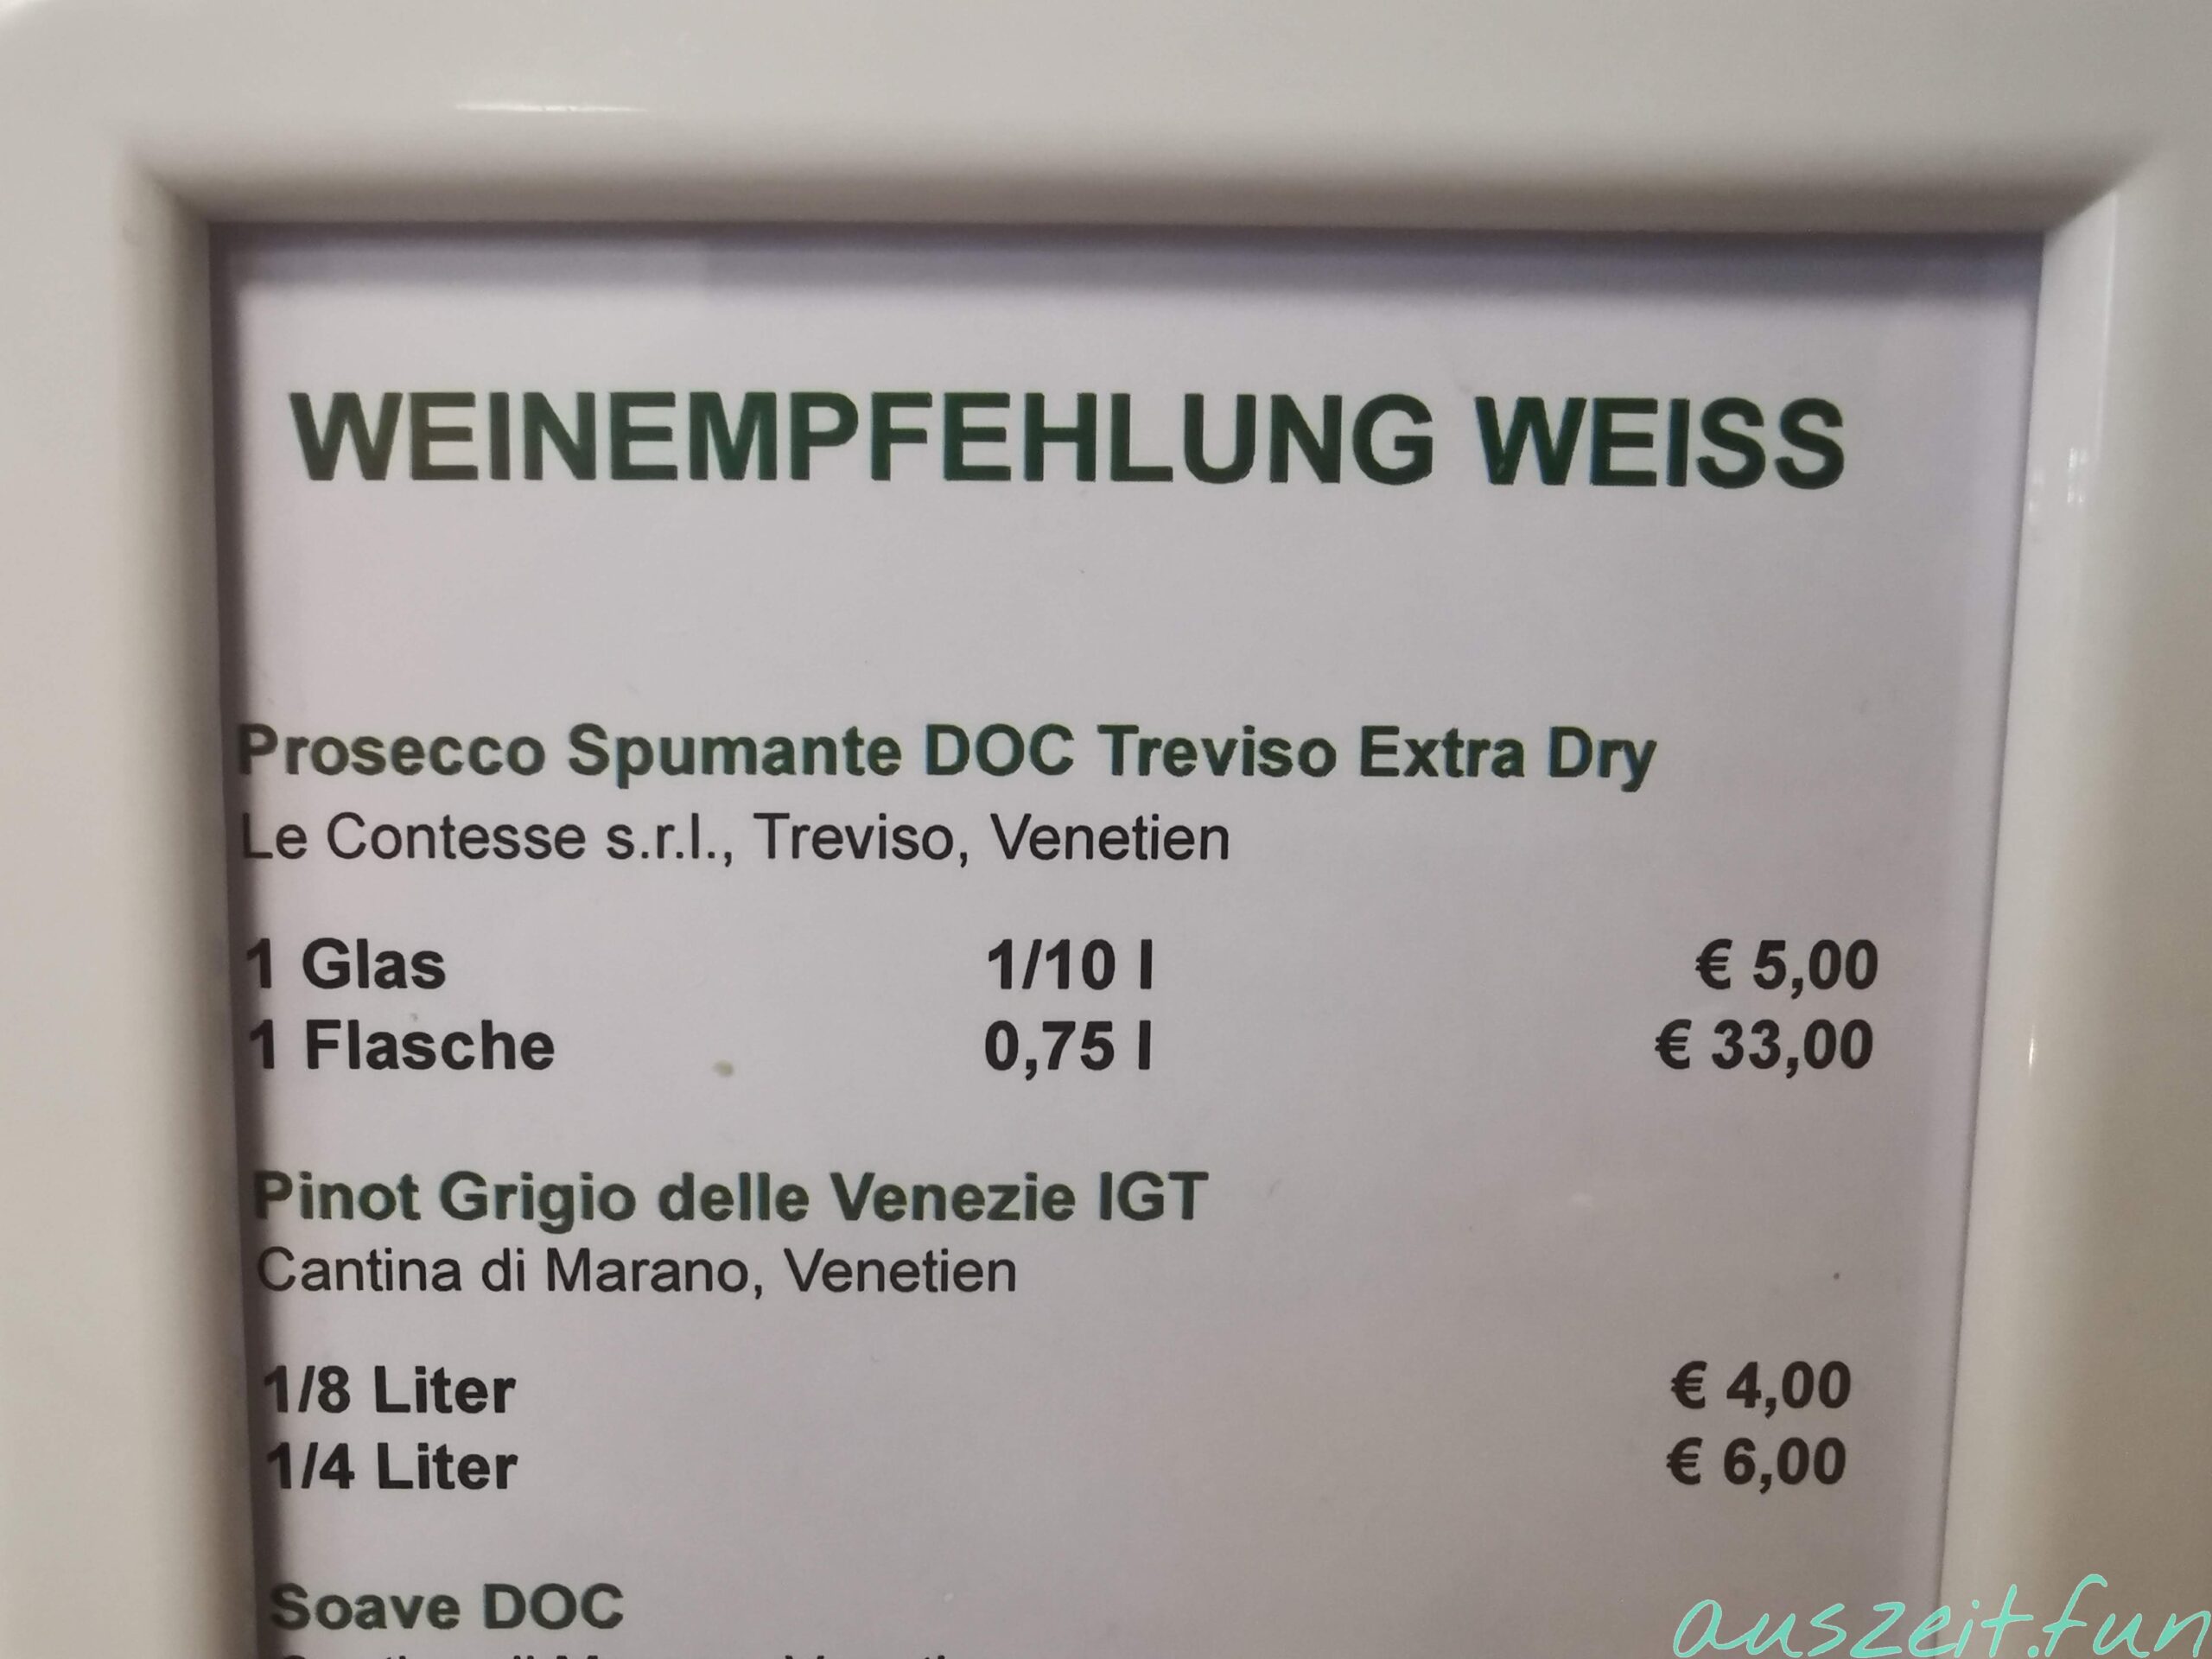 WEINEMPFEHLUNG WEISS
Prosecco Spumante DOC Treviso Extra Dry
Le Contesse s.r.l., Treviso, Venetien
1 Glas 1/10 l € 5,00
1 Flasche 0,75 l € 33,00
Pinot Grigio delle Venezie IGT
Cantina di Marano, Venetien
1/8 Liter € 4,00
1/4 Liter € 6,00
Soave DOC
auszeit.fun